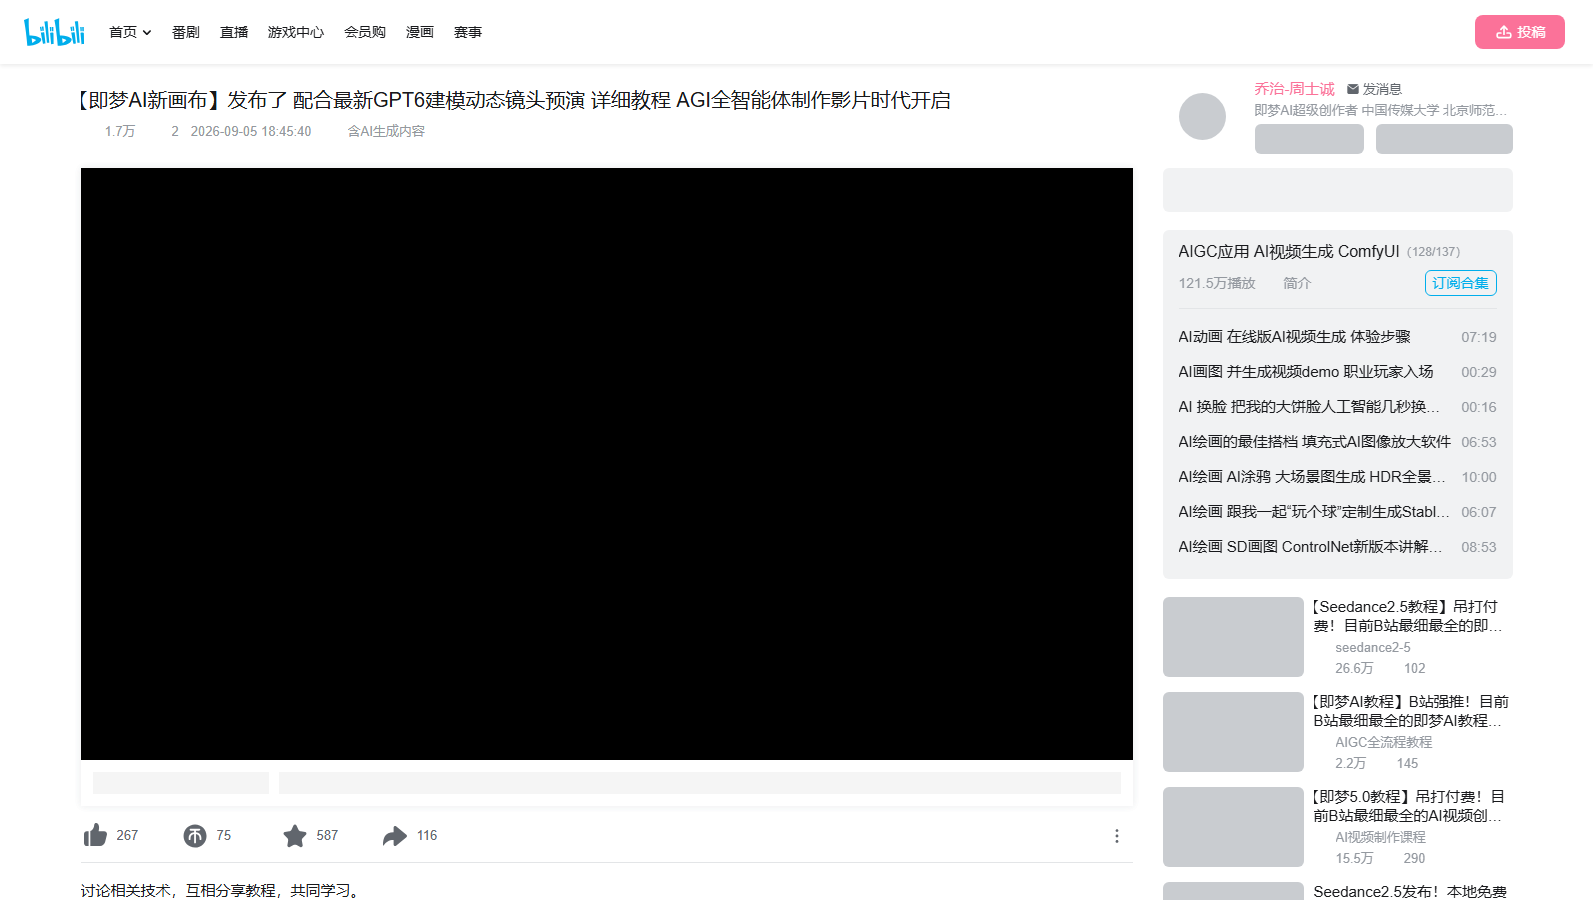 bilibili
首页
番剧
直播
游戏中心
会员购
漫画
赛事
投稿
【即梦AI新画布】发布了 配合最新GPT6建模动态镜头预演 详细教程 AGI全智能体制作影片时代开启
1.7万 2 2026-09-05 18:45:40 含AI生成内容
乔治-周士诚 发消息
即梦AI超级创作者 中国传媒大学 北京师范…
AIGC应用 AI视频生成 ComfyUI （128/137）
121.5万播放 简介 订阅合集
AI动画 在线版AI视频生成 体验步骤 07:19
AI画图 并生成视频demo 职业玩家入场 00:29
AI 换脸 把我的大饼脸人工智能几秒换… 00:16
AI绘画的最佳搭档 填充式AI图像放大软件 06:53
AI绘画 AI涂鸦 大场景图生成 HDR全景… 10:00
AI绘画 跟我一起“玩个球”定制生成Stabl… 06:07
AI绘画 SD画图 ControlNet新版本讲解… 08:53
【Seedance2.5教程】吊打付
费！目前B站最细最全的即…
seedance2-5
26.6万 102
【即梦AI教程】B站强推！目前
B站最细最全的即梦AI教程…
AIGC全流程教程
2.2万 145
【即梦5.0教程】吊打付费！目
前B站最细最全的AI视频创…
AI视频制作课程
15.5万 290
Seedance2.5发布！本地免费
267 75 587 116
讨论相关技术，互相分享教程，共同学习。